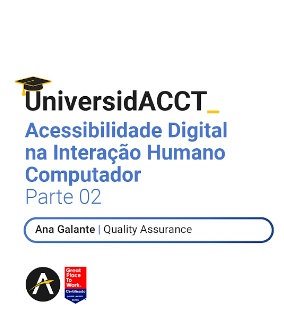 UniversidACCT_
Acessibilidade Digital
na Interação Humano
Computador
Parte 02
Ana Galante | Quality Assurance
Great
Place
To
Work.
Certificada